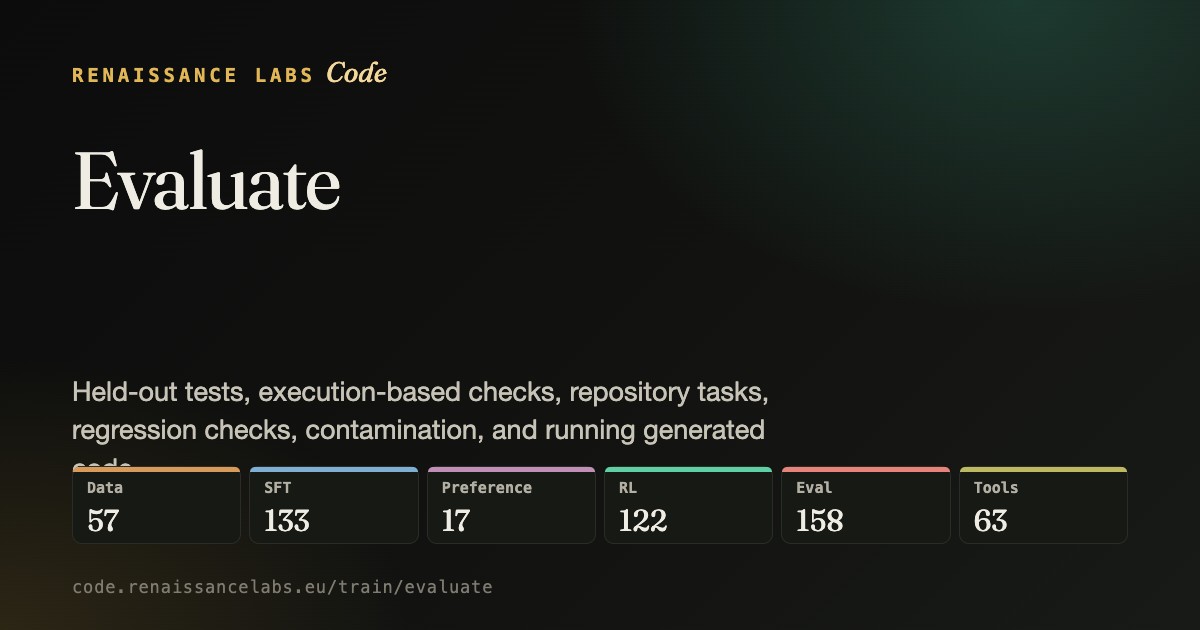 RENAISSANCE LABS Code
Evaluate
Held-out tests, execution-based checks, repository tasks,
regression checks, contamination, and running generated
code.
Data
57
SFT
133
Preference
17
RL
122
Eval
158
Tools
63
code.renaissancelabs.eu/train/evaluate